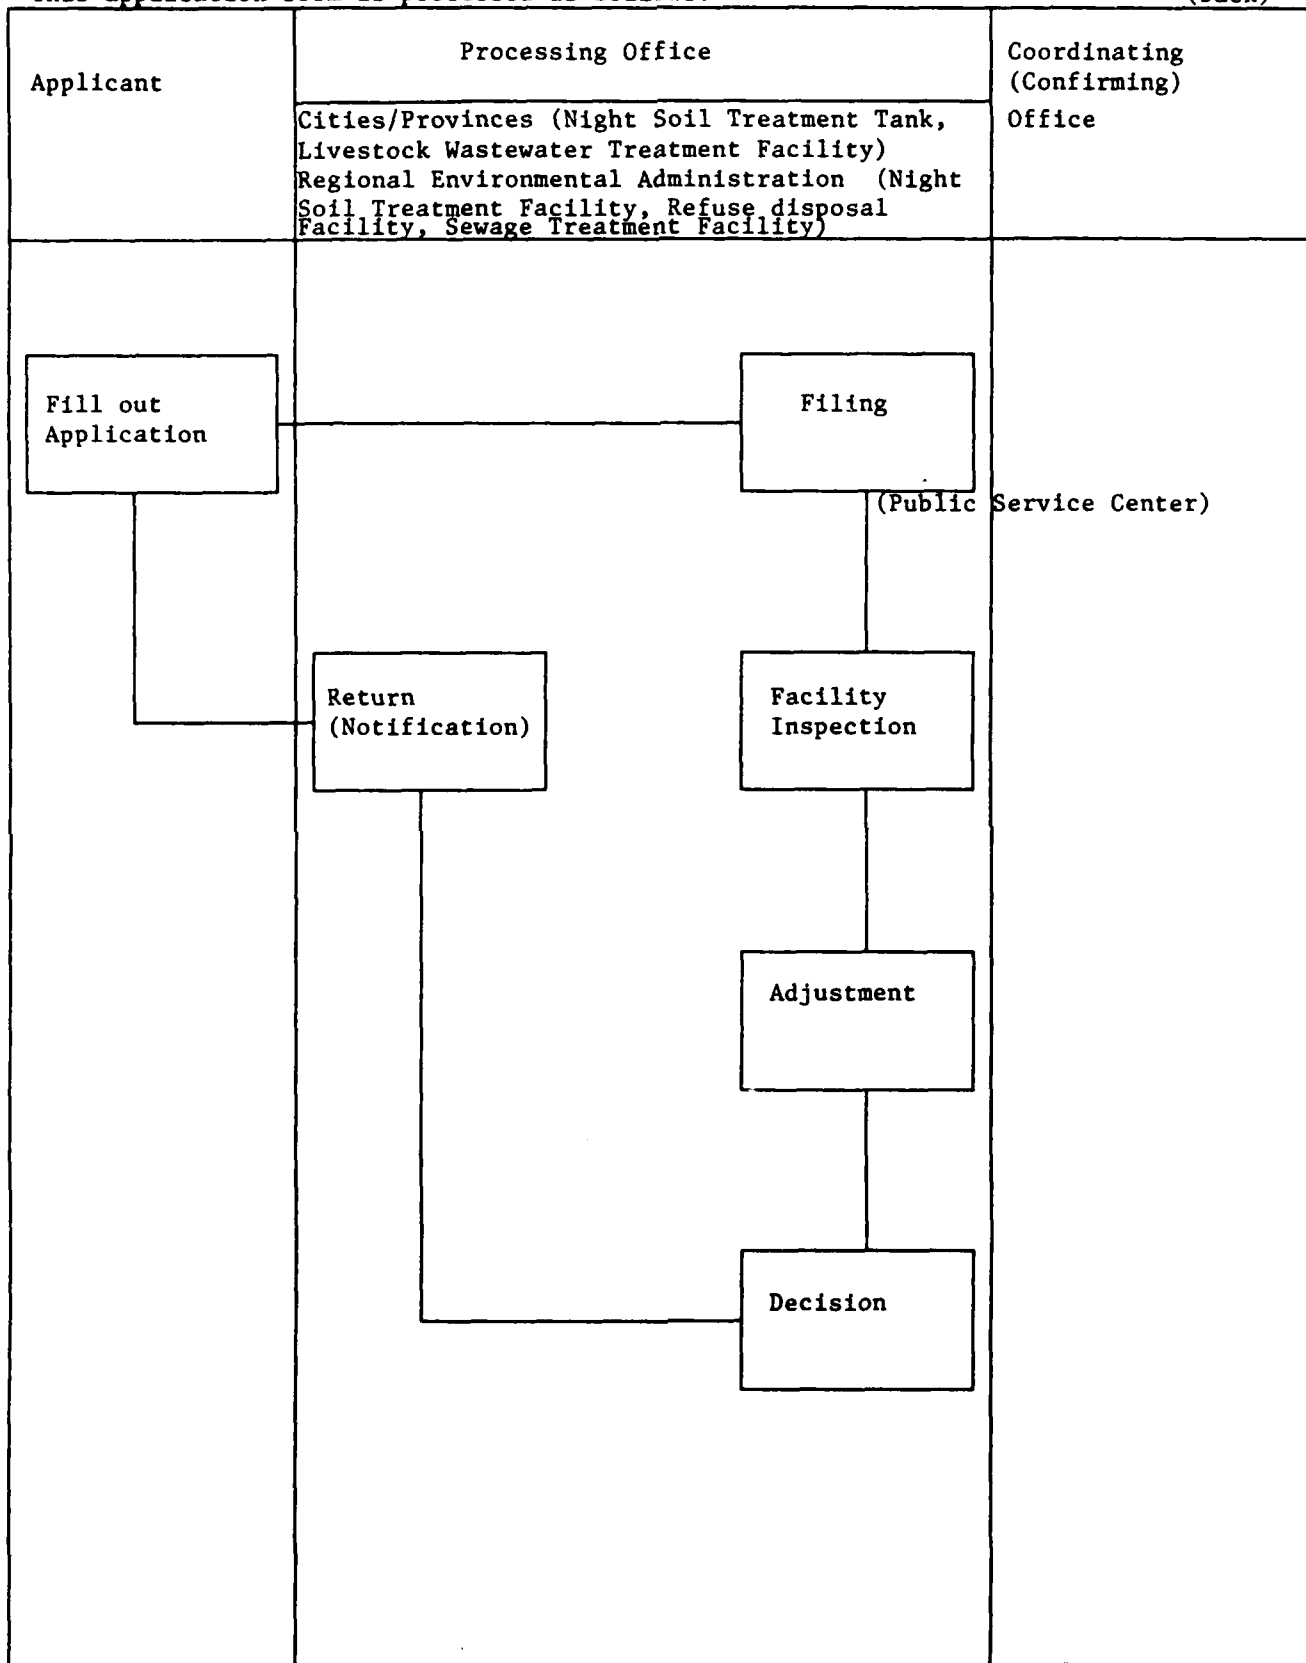 Applicant
Processing Office
Cities/Provinces (Night Soil Treatment Tank,
Livestock Wastewater Treatment Facility)
Regional Environmental Administration (Night
Soil Treatment Facility, Refuse disposal
Facility, Sewage Treatment Facility)
Coordinating
(Confirming)
Office
Fill out
Application
Filing
(Public Service Center)
Return
(Notification)
Facility
Inspection
Adjustment
Decision